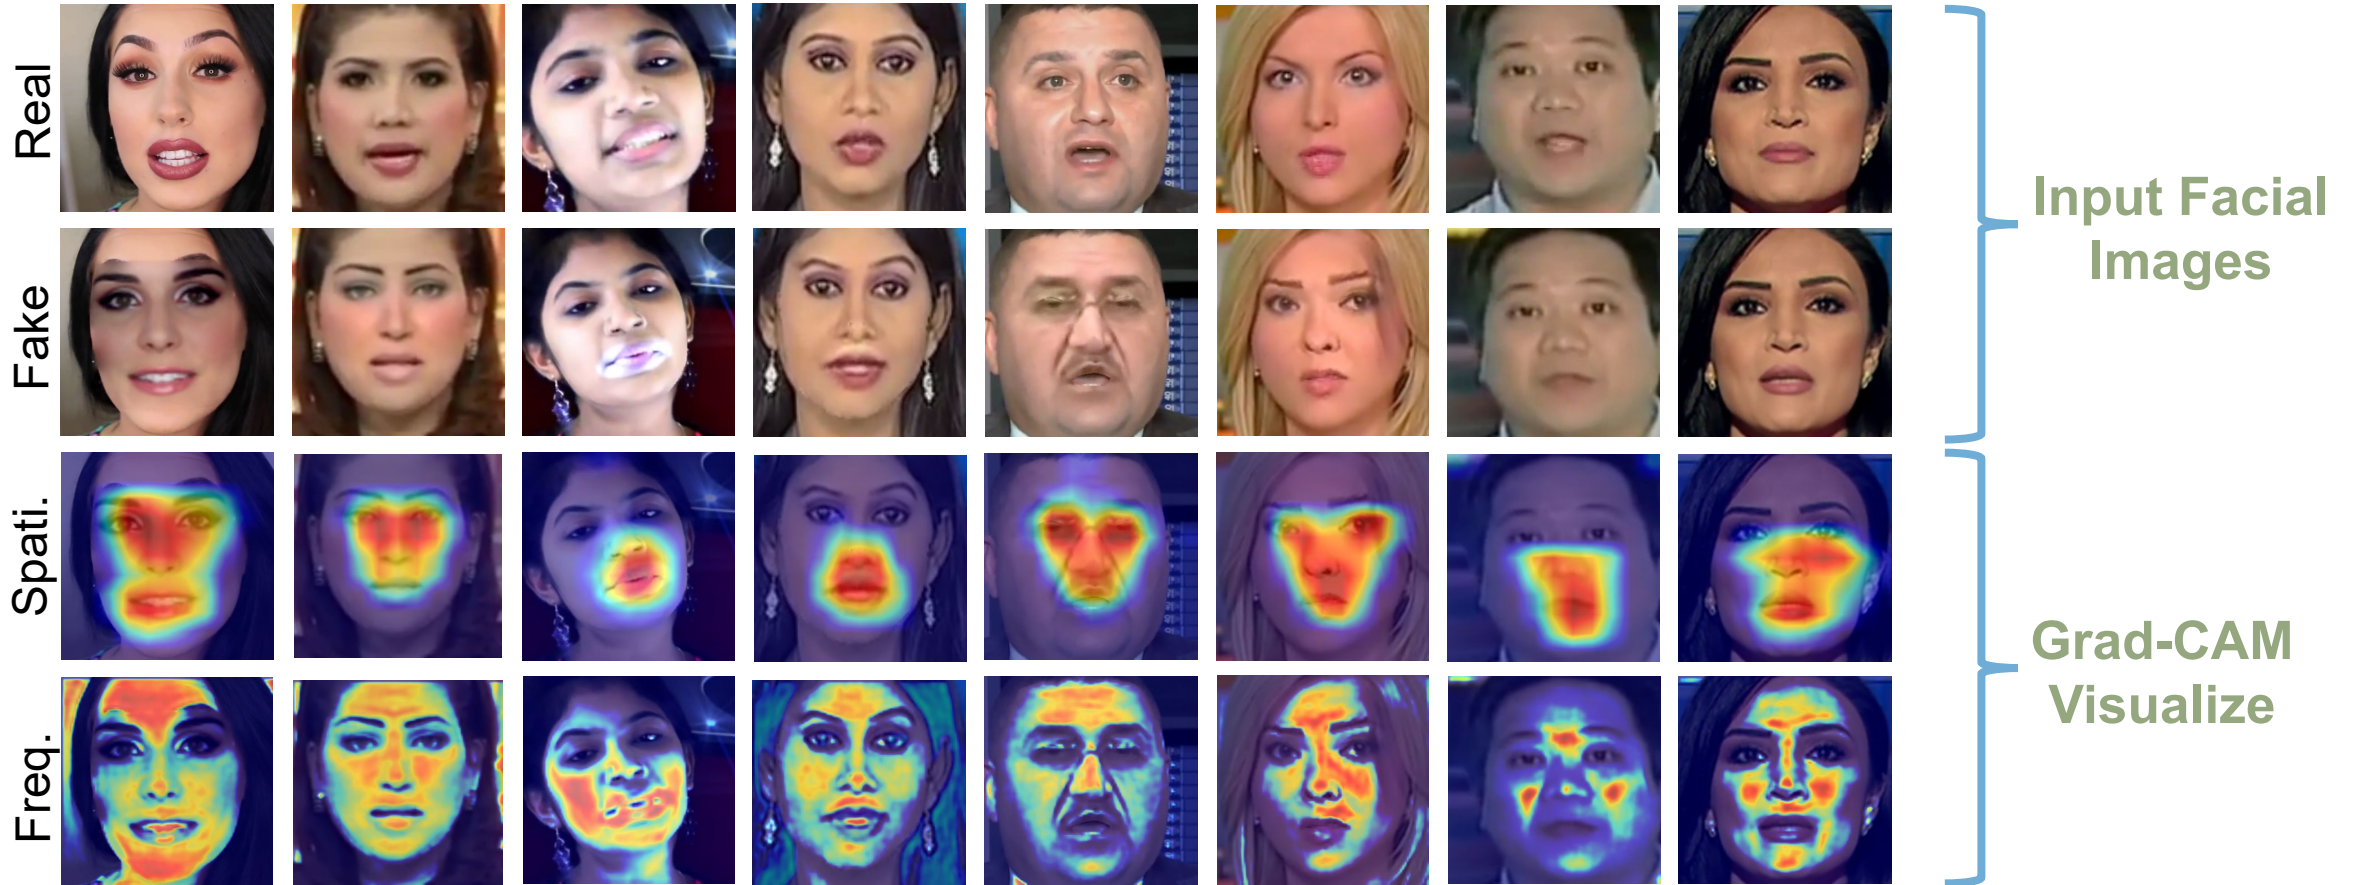 Real
Fake
Spati.
Freq.
Input Facial
Images
Grad-CAM
Visualize